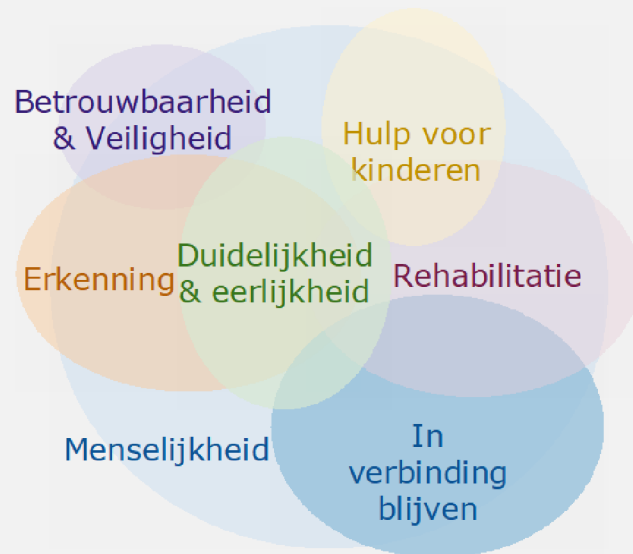 Betrouwbaarheid
& Veiligheid
Hulp voor
kinderen
Erkenning
Duidelijkheid
& eerlijkheid
Rehabilitatie
Menselijkheid
In
verbinding
blijven